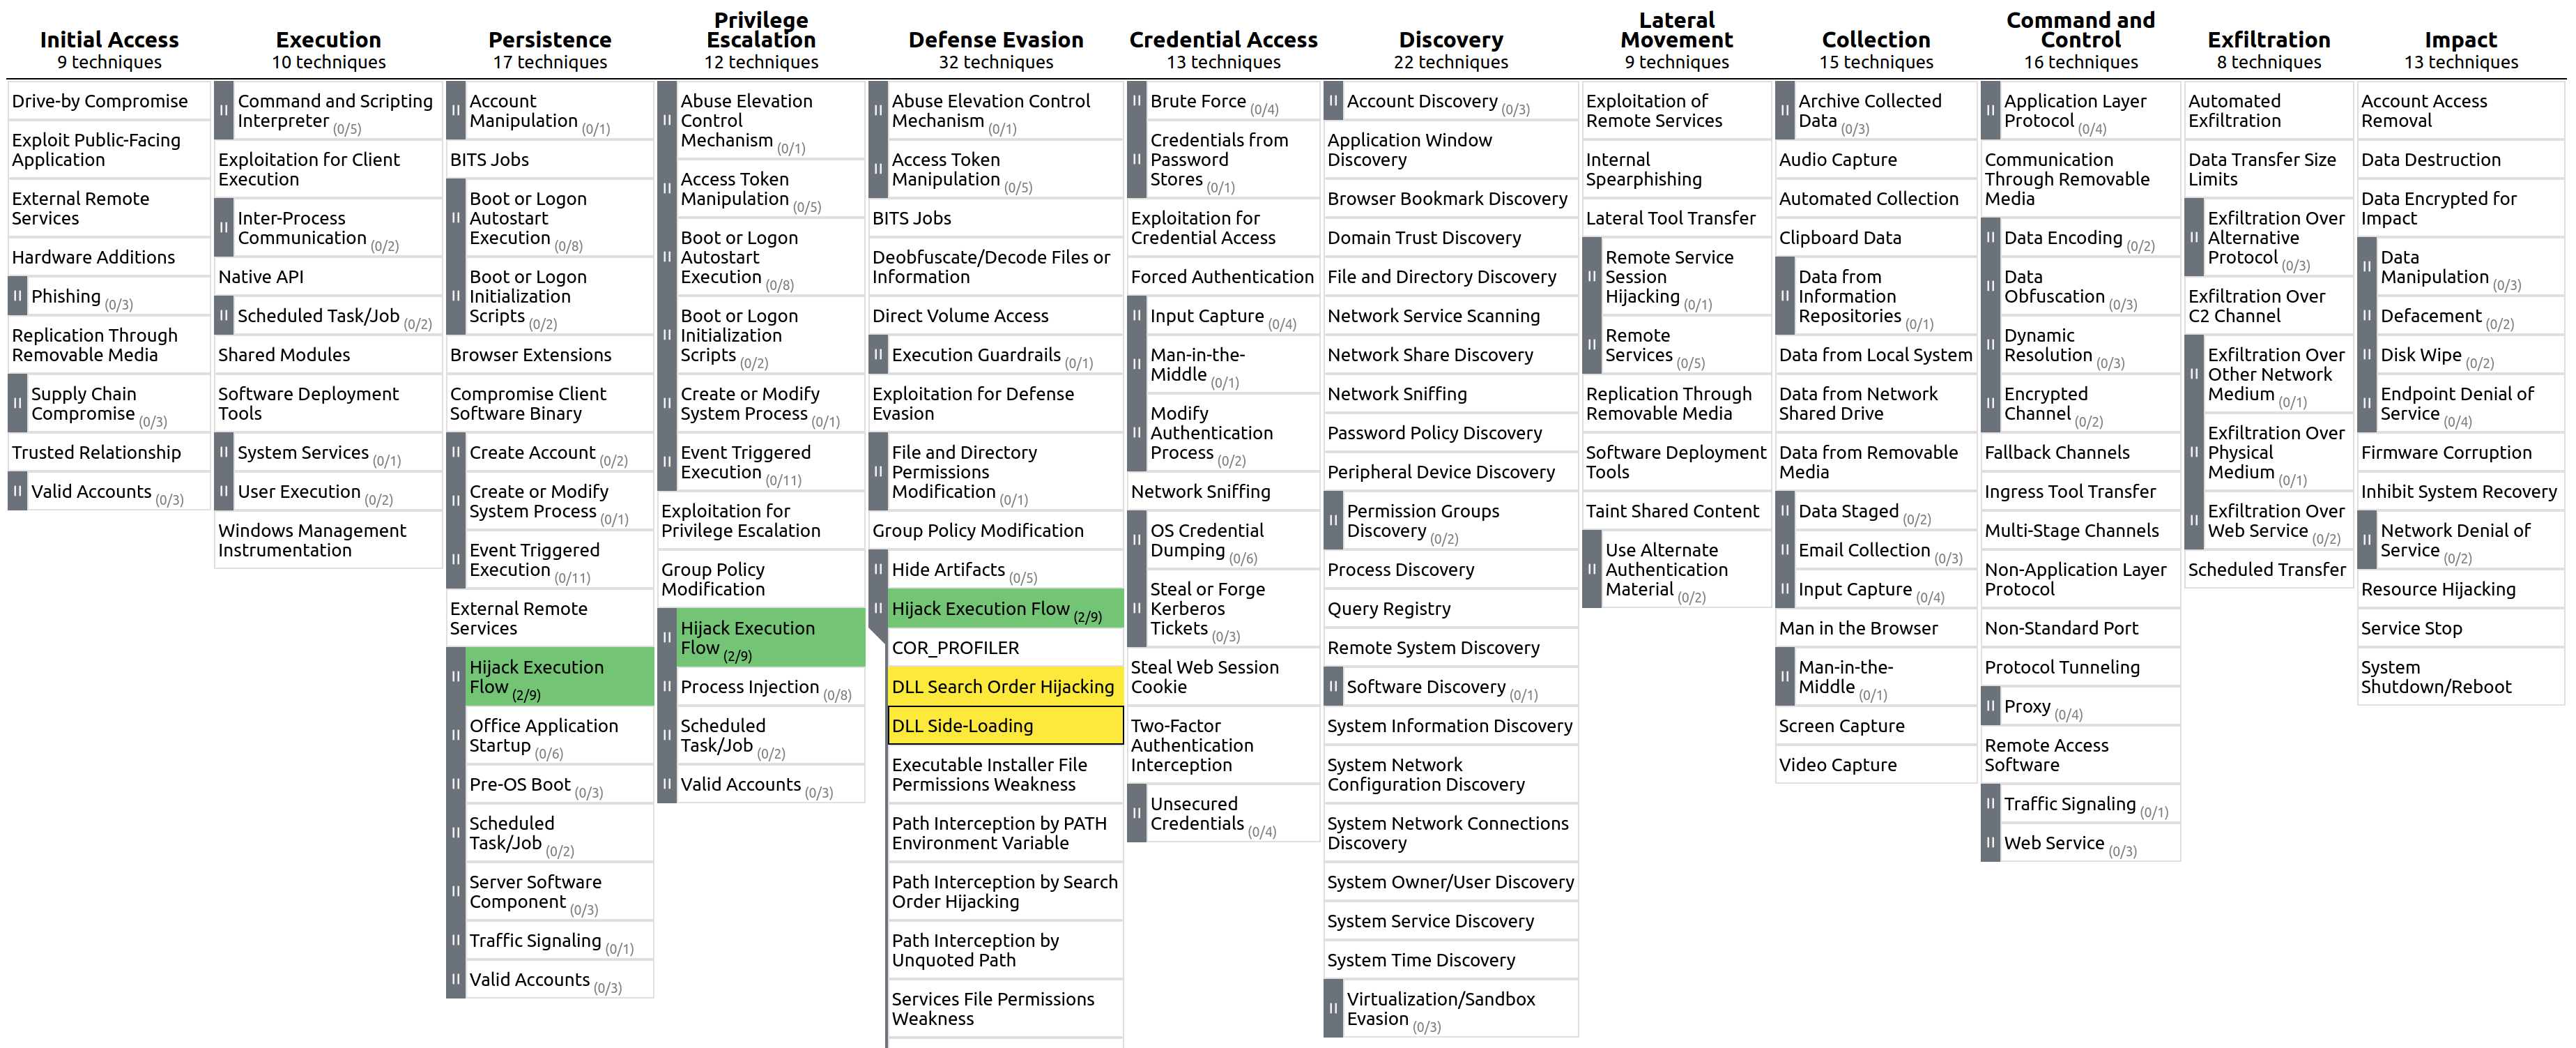 Initial Access
9 techniques
Drive-by Compromise
Exploit Public-Facing
Application
External Remote
Services
Hardware Additions
Phishing (0/3)
Replication Through
Removable Media
Supply Chain
Compromise (0/3)
Trusted Relationship
Valid Accounts (0/3)
Execution
10 techniques
Command and Scripting
Interpreter (0/5)
Exploitation for Client
Execution
Inter-Process
Communication (0/2)
Native API
Scheduled Task/Job (0/2)
Shared Modules
Software Deployment
Tools
System Services (0/1)
User Execution (0/2)
Windows Management
Instrumentation
Persistence
17 techniques
Account
Manipulation (0/1)
BITS Jobs
Boot or Logon
Autostart
Execution (0/8)
Boot or Logon
Initialization
Scripts (0/2)
Browser Extensions
Compromise Client
Software Binary
Create Account (0/2)
Create or Modify
System Process (0/1)
Event Triggered
Execution (0/11)
External Remote
Services
Hijack Execution
Flow (2/9)
Office Application
Startup (0/6)
Pre-OS Boot (0/3)
Scheduled
Task/Job (0/2)
Server Software
Component (0/3)
Traffic Signaling (0/1)
Valid Accounts (0/3)
Privilege
Escalation
12 techniques
Abuse Elevation
Control
Mechanism (0/1)
Access Token
Manipulation (0/5)
Boot or Logon
Autostart
Execution (0/8)
Boot or Logon
Initialization
Scripts (0/2)
Create or Modify
System Process (0/1)
Event Triggered
Execution (0/11)
Exploitation for
Privilege Escalation
Group Policy
Modification
Hijack Execution
Flow (2/9)
Process Injection (0/8)
Scheduled
Task/Job (0/2)
Valid Accounts (0/3)
Defense Evasion
32 techniques
Abuse Elevation Control
Mechanism (0/1)
Access Token
Manipulation (0/5)
BITS Jobs
Deobfuscate/Decode Files or
Information
Direct Volume Access
Execution Guardrails (0/1)
Exploitation for Defense
Evasion
File and Directory
Permissions
Modification (0/1)
Group Policy Modification
Hide Artifacts (0/5)
Hijack Execution Flow (2/9)
COR_PROFILER
DLL Search Order Hijacking
DLL Side-Loading
Executable Installer File
Permissions Weakness
Path Interception by PATH
Environment Variable
Path Interception by Search
Order Hijacking
Path Interception by
Unquoted Path
Services File Permissions
Weakness
Credential Access
13 techniques
Brute Force (0/4)
Credentials from
Password
Stores (0/1)
Exploitation for
Credential Access
Forced Authentication
Input Capture (0/4)
Man-in-the-
Middle (0/1)
Modify
Authentication
Process (0/2)
Network Sniffing
OS Credential
Dumping (0/6)
Steal or Forge
Kerberos
Tickets (0/3)
Steal Web Session
Cookie
Two-Factor
Authentication
Interception
Unsecured
Credentials (0/4)
Discovery
22 techniques
Account Discovery (0/3)
Application Window
Discovery
Browser Bookmark Discovery
Domain Trust Discovery
File and Directory Discovery
Network Service Scanning
Network Share Discovery
Network Sniffing
Password Policy Discovery
Peripheral Device Discovery
Permission Groups
Discovery (0/2)
Process Discovery
Query Registry
Remote System Discovery
Software Discovery (0/1)
System Information Discovery
System Network
Configuration Discovery
System Network Connections
Discovery
System Owner/User Discovery
System Service Discovery
System Time Discovery
Virtualization/Sandbox
Evasion (0/3)
Lateral
Movement
9 techniques
Exploitation of
Remote Services
Internal
Spearphishing
Lateral Tool Transfer
Remote Service
Session
Hijacking (0/1)
Remote
Services (0/5)
Replication Through
Removable Media
Software Deployment
Tools
Taint Shared Content
Use Alternate
Authentication
Material (0/2)
Collection
15 techniques
Archive Collected
Data (0/3)
Audio Capture
Automated Collection
Clipboard Data
Data from
Information
Repositories (0/1)
Data from Local System
Data from Network
Shared Drive
Data from Removable
Media
Data Staged (0/2)
Email Collection (0/3)
Input Capture (0/4)
Man in the Browser
Man-in-the-
Middle (0/1)
Screen Capture
Video Capture
Command and
Control
16 techniques
Application Layer
Protocol (0/4)
Communication
Through Removable
Media
Data Encoding (0/2)
Data
Obfuscation (0/3)
Dynamic
Resolution (0/3)
Encrypted
Channel (0/2)
Fallback Channels
Ingress Tool Transfer
Multi-Stage Channels
Non-Application Layer
Protocol
Non-Standard Port
Protocol Tunneling
Proxy (0/4)
Remote Access
Software
Traffic Signaling (0/1)
Web Service (0/3)
Exfiltration
8 techniques
Automated
Exfiltration
Data Transfer Size
Limits
Exfiltration Over
Alternative
Protocol (0/3)
Exfiltration Over
C2 Channel
Exfiltration Over
Other Network
Medium (0/1)
Exfiltration Over
Physical
Medium (0/1)
Exfiltration Over
Web Service (0/2)
Scheduled Transfer
Impact
13 techniques
Account Access
Removal
Data Destruction
Data Encrypted for
Impact
Data
Manipulation (0/3)
Defacement (0/2)
Disk Wipe (0/2)
Endpoint Denial of
Service (0/4)
Firmware Corruption
Inhibit System Recovery
Network Denial of
Service (0/2)
Resource Hijacking
Service Stop
System
Shutdown/Reboot